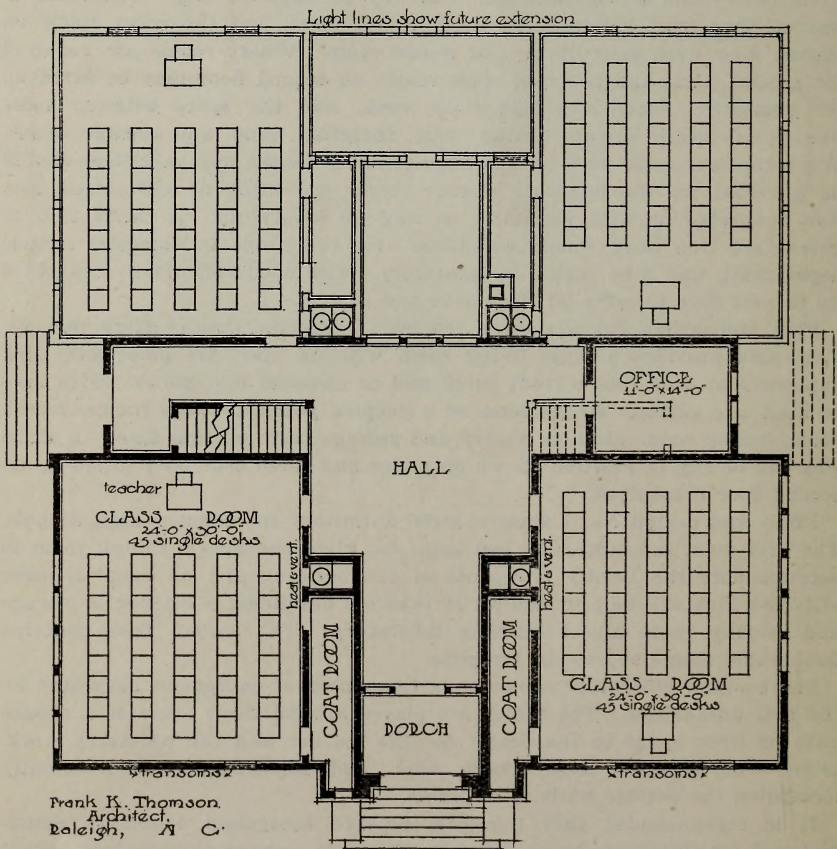 Light lines show future extension
OFFICE
11'-0" x 14'-0"
HALL
teacher
CLASS ROOM
24'-0" x 30'-0"
45 single desks
heat & vent.
heat & vent.
COAT ROOM
COAT ROOM
PORCH
CLASS ROOM
24'-0" x 30'-0"
45 single desks
transoms
transoms
Frank K. Thomson.
Architect,
Raleigh, N C.